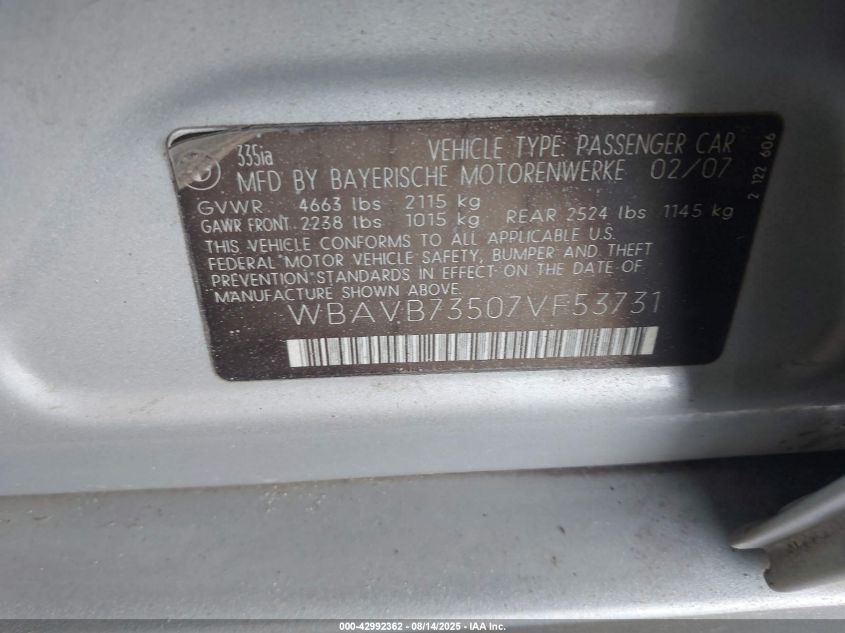 335ia VEHICLE TYPE: PASSENGER CAR
MFD BY BAYERISCHE MOTORENWERKE 02/07
GVWR 4663 lbs 2115 kg
GAWR FRONT 2238 lbs 1015 kg REAR 2524 lbs 1145 kg
THIS VEHICLE CONFORMS TO ALL APPLICABLE U.S.
FEDERAL MOTOR VEHICLE SAFETY, BUMPER AND THEFT
PREVENTION STANDARDS IN EFFECT ON THE DATE OF
MANUFACTURE SHOWN ABOVE
WBAVB73507VF53731
2 122 606
000-42992362 - 08/14/2025 - IAA Inc.